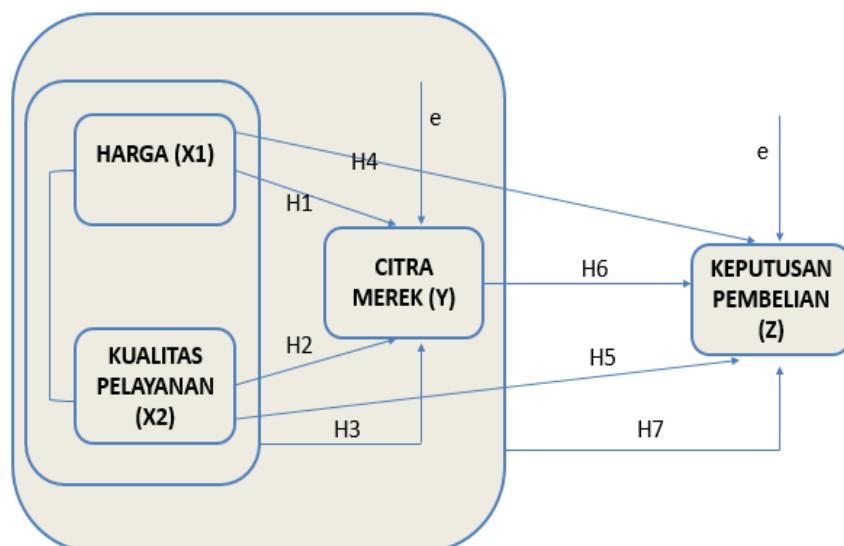 e
HARGA (X1)
H4
e
H1
CITRA
MEREK (Y)
H6
KEPUTUSAN
PEMBELIAN
(Z)
H2
KUALITAS
PELAYANAN
(X2)
H5
H3
H7